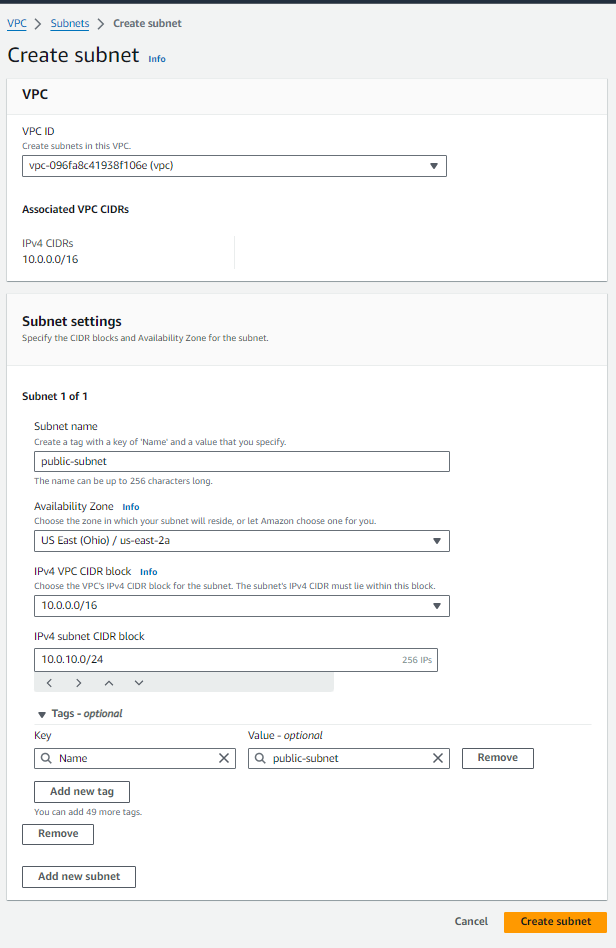 VPC > Subnets > Create subnet
Create subnet Info
VPC
VPC ID
Create subnets in this VPC.
vpc-096fa8c41938f106e (vpc)
Associated VPC CIDRs
IPv4 CIDRs
10.0.0.0/16
Subnet settings
Specify the CIDR blocks and Availability Zone for the subnet.
Subnet 1 of 1
Subnet name
Create a tag with a key of 'Name' and a value that you specify.
public-subnet
The name can be up to 256 characters long.
Availability Zone Info
Choose the zone in which your subnet will reside, or let Amazon choose one for you.
US East (Ohio) / us-east-2a
IPv4 VPC CIDR block Info
Choose the VPC's IPv4 CIDR block for the subnet. The subnet's IPv4 CIDR must lie within this block.
10.0.0.0/16
IPv4 subnet CIDR block
10.0.10.0/24 256 IPs
Tags - optional
Key Value - optional
Name public-subnet Remove
Add new tag
You can add 49 more tags.
Remove
Add new subnet
Cancel Create subnet